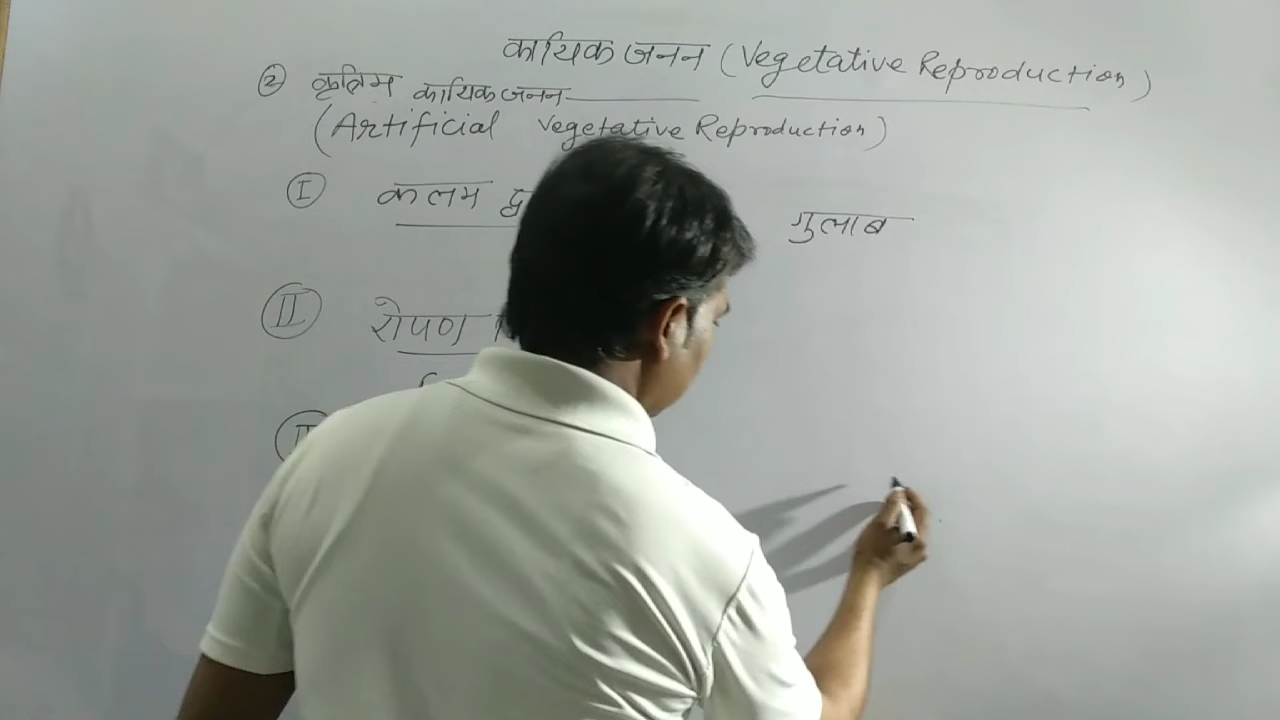 कायिक जनन (Vegetative Reproduction)
② कृत्रिम कायिक जनन
(Artificial Vegetative Reproduction)
Ⓘ कलम
गुलाब
II रोपण